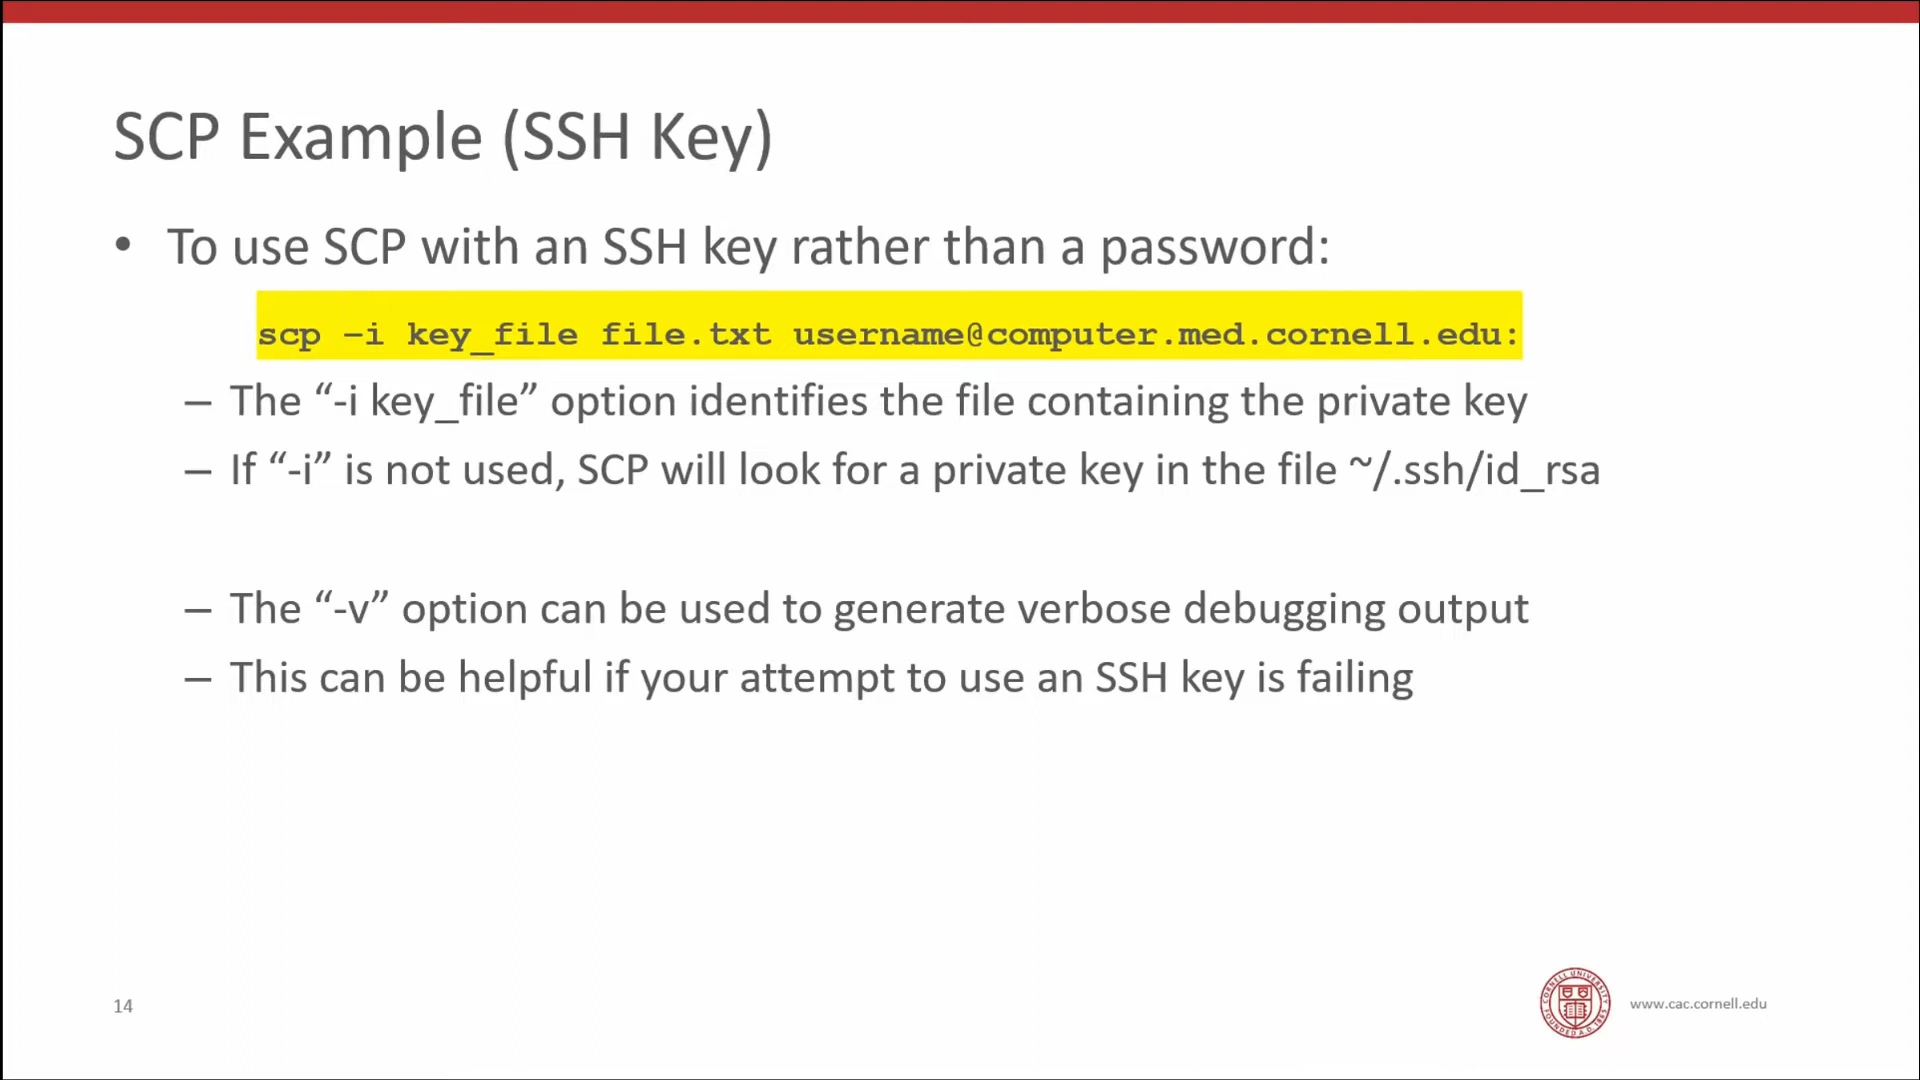 SCP Example (SSH Key)
• To use SCP with an SSH key rather than a password:
scp –i key_file file.txt username@computer.med.cornell.edu:
– The “-i key_file” option identifies the file containing the private key
– If “-i” is not used, SCP will look for a private key in the file ~/.ssh/id_rsa
– The “-v” option can be used to generate verbose debugging output
– This can be helpful if your attempt to use an SSH key is failing
14
CORNELL UNIVERSITY
FOUNDED A.D. 1865
www.cac.cornell.edu